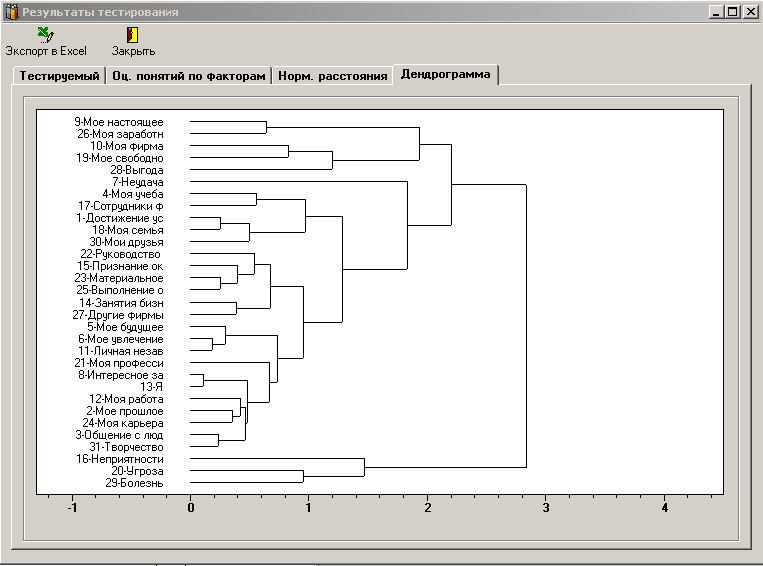 Результаты тестирования
Экспорт в Excel
Закрыть
Тестируемый
Оц. понятий по факторам
Норм. расстояния
Дендрограмма
9-Мое настоящее
26-Моя заработн
10-Моя фирма
19-Мое свободно
28-Выгода
7-Неудача
4-Моя учеба
17-Сотрудники ф
1-Достижение ус
18-Моя семья
30-Мои друзья
22-Руководство
15-Признание ок
23-Материальное
25-Выполнение о
14-Занятия бизн
27-Другие фирмы
5-Мое будущее
6-Мое увлечение
11-Личная незав
21-Моя професси
8-Интересное за
13-Я
12-Моя работа
2-Мое прошлое
24-Моя карьера
3-Общение с люд
31-Творчество
16-Неприятности
20-Угроза
29-Болезнь
-1 0 1 2 3 4